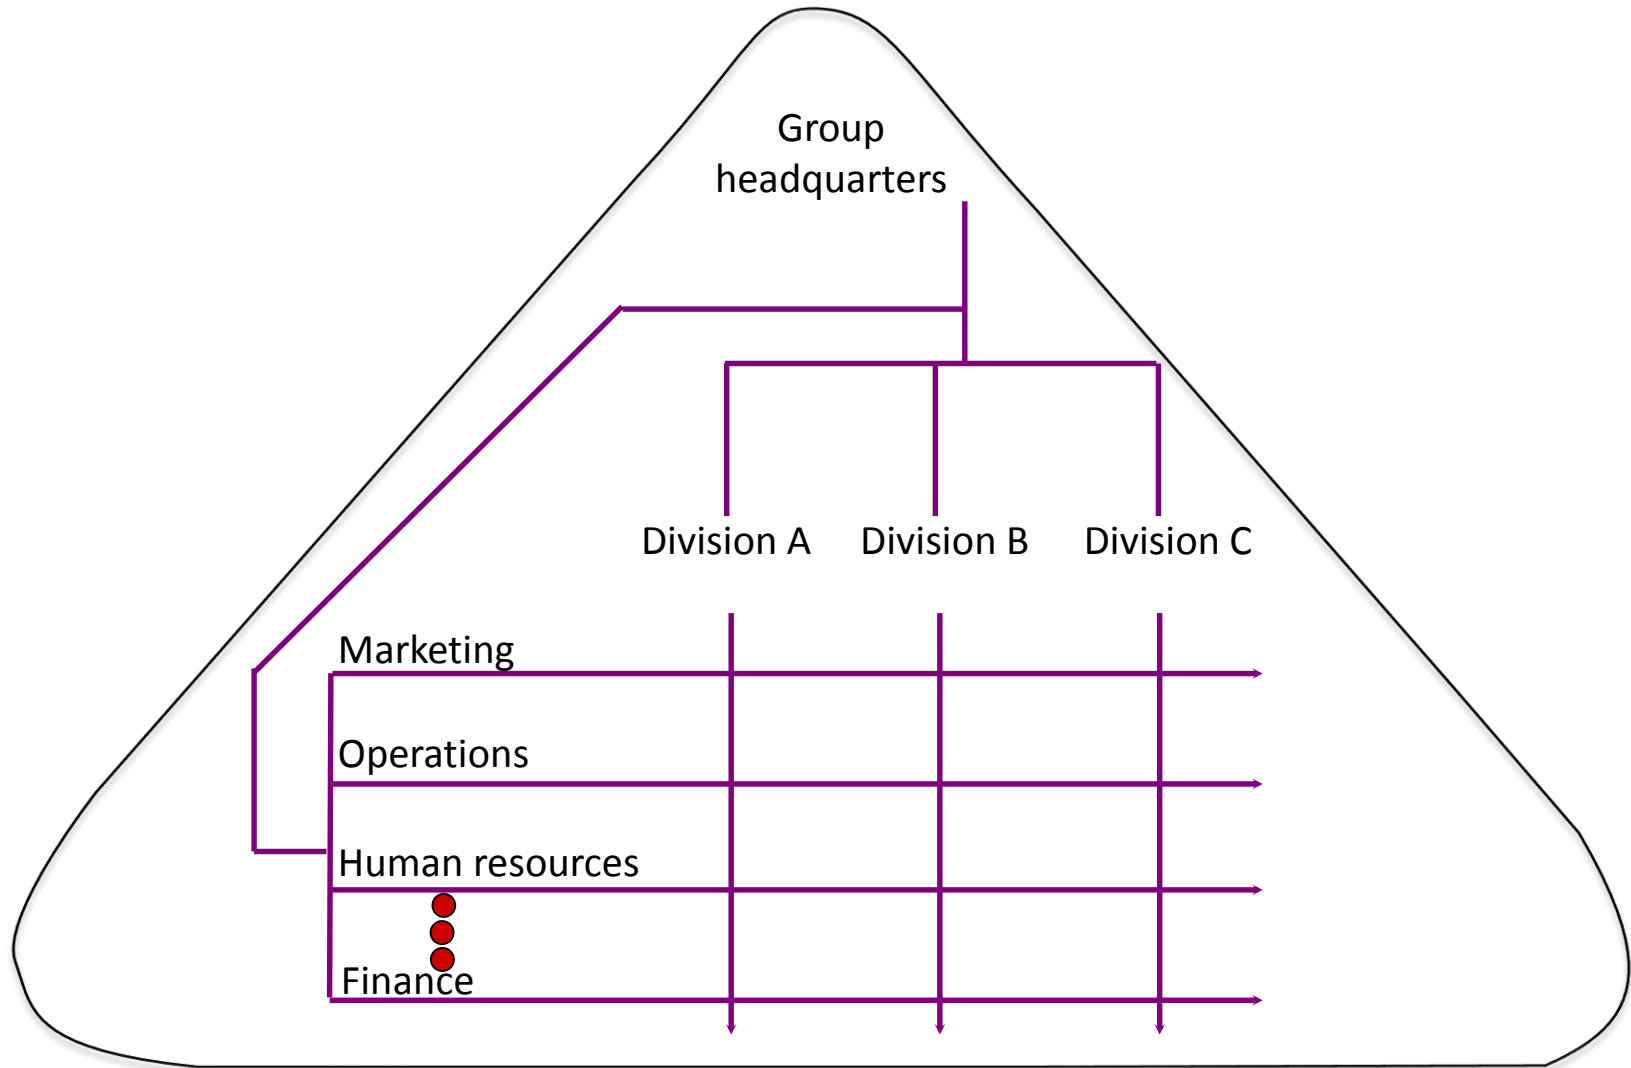 Group
headquarters
Division A Division B Division C
Marketing
Operations
Human resources
Finance